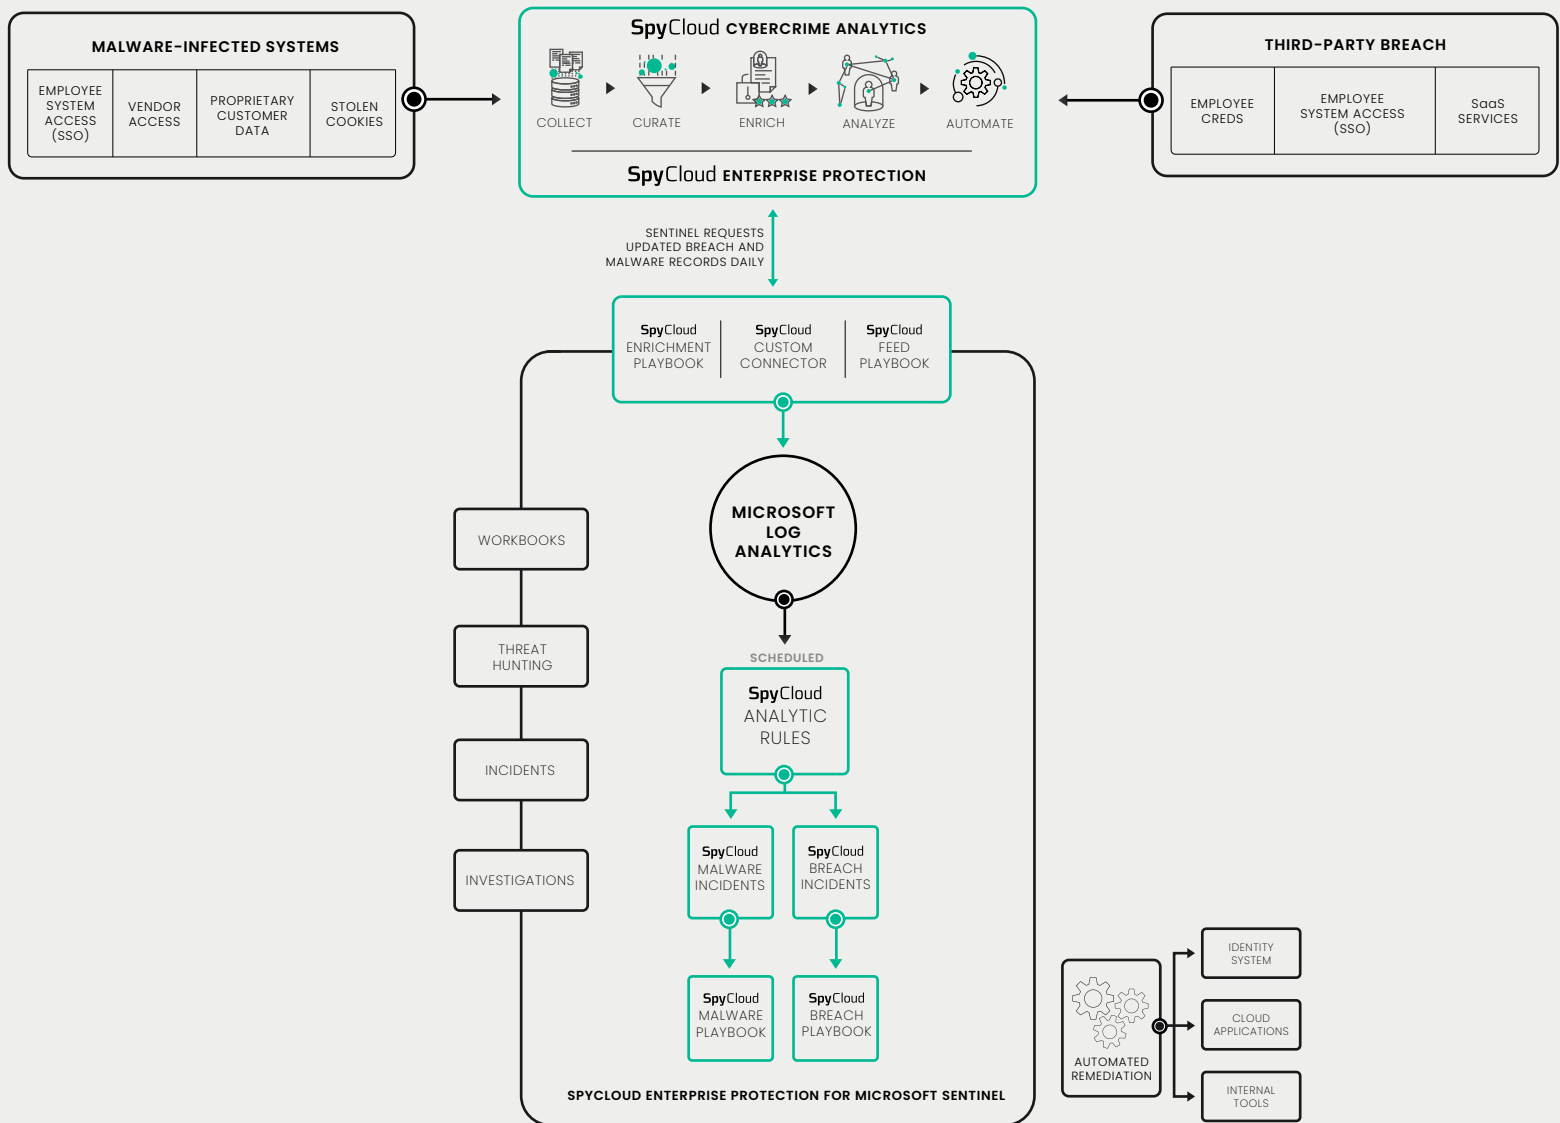 MALWARE-INFECTED SYSTEMS
EMPLOYEE
SYSTEM
ACCESS
(SSO)
VENDOR
ACCESS
PROPRIETARY
CUSTOMER
DATA
STOLEN
COOKIES
SpyCloud CYBERCRIME ANALYTICS
COLLECT
CURATE
ENRICH
ANALYZE
AUTOMATE
SpyCloud ENTERPRISE PROTECTION
THIRD-PARTY BREACH
EMPLOYEE
CREDS
EMPLOYEE
SYSTEM ACCESS
(SSO)
SaaS
SERVICES
SENTINEL REQUESTS
UPDATED BREACH AND
MALWARE RECORDS DAILY
SpyCloud
ENRICHMENT
PLAYBOOK
SpyCloud
CUSTOM
CONNECTOR
SpyCloud
FEED
PLAYBOOK
MICROSOFT
LOG
ANALYTICS
WORKBOOKS
THREAT
HUNTING
INCIDENTS
INVESTIGATIONS
SCHEDULED
SpyCloud
ANALYTIC
RULES
SpyCloud
MALWARE
INCIDENTS
SpyCloud
BREACH
INCIDENTS
SpyCloud
MALWARE
PLAYBOOK
SpyCloud
BREACH
PLAYBOOK
SPYCLOUD ENTERPRISE PROTECTION FOR MICROSOFT SENTINEL
AUTOMATED
REMEDIATION
IDENTITY
SYSTEM
CLOUD
APPLICATIONS
INTERNAL
TOOLS